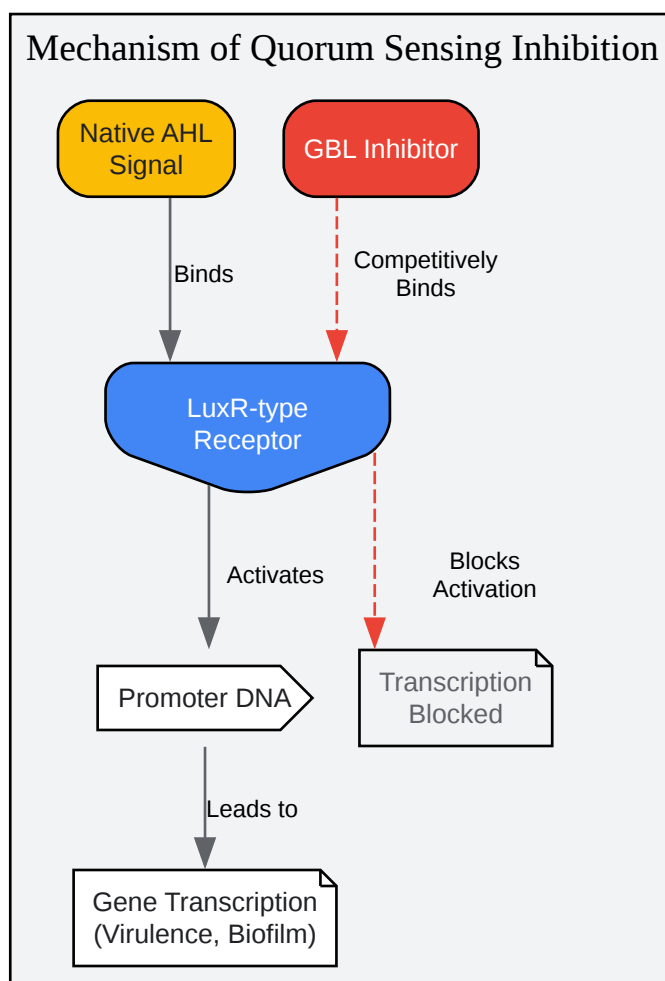 Mechanism of Quorum Sensing Inhibition
Native AHL
Signal
GBL Inhibitor
Binds
Competitively
Binds
LuxR-type
Receptor
Activates
Blocks
Activation
Promoter DNA
Transcription
Blocked
Leads to
Gene Transcription
(Virulence, Biofilm)